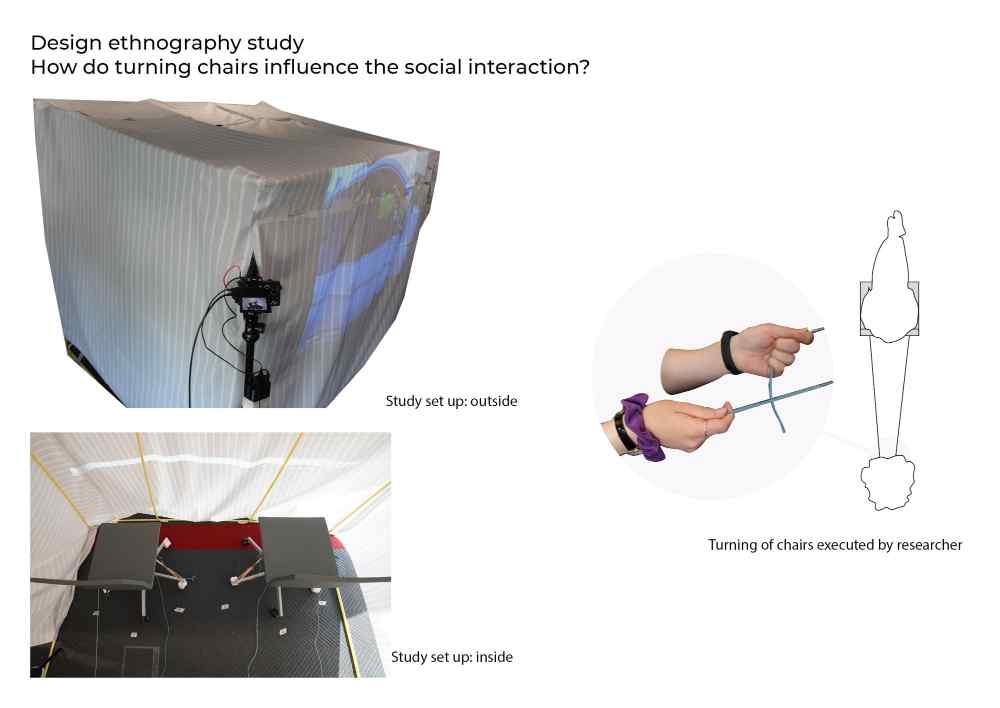 Design ethnography study
How do turning chairs influence the social interaction?
Study set up: outside
Turning of chairs executed by researcher
Study set up: inside